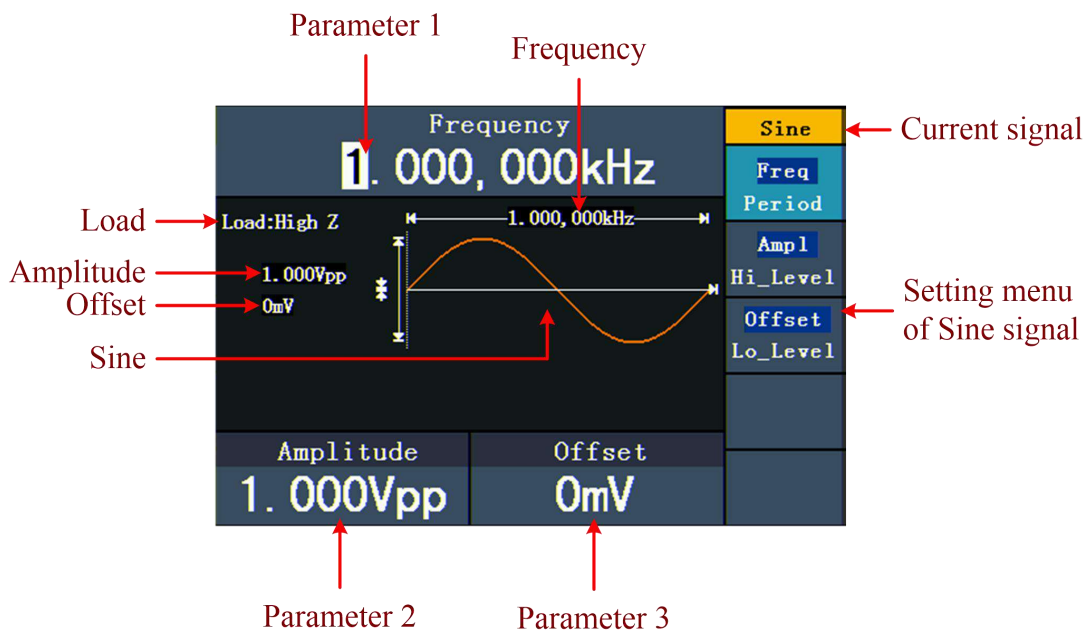 Parameter 1
Frequency
Frequency
1.000,000kHz
Sine
Current signal
Freq
Period
Load
Load:High Z
1.000,000kHz
Ampl
Hi_Level
Amplitude
1.000Vpp
Offset
0mV
Offset
Lo_Level
Setting menu
of Sine signal
Sine
Amplitude
1.000Vpp
Offset
0mV
Parameter 2
Parameter 3